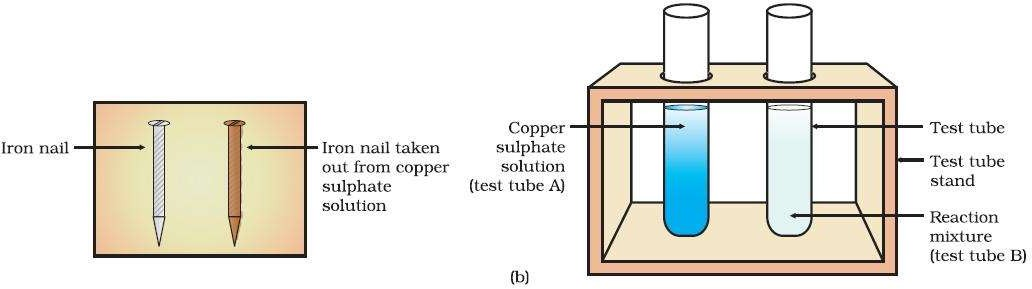 Iron nail
Iron nail taken
out from copper
sulphate
solution
Copper
sulphate
solution
(test tube A)
Test tube
Test tube
stand
Reaction
mixture
(test tube B)
(b)